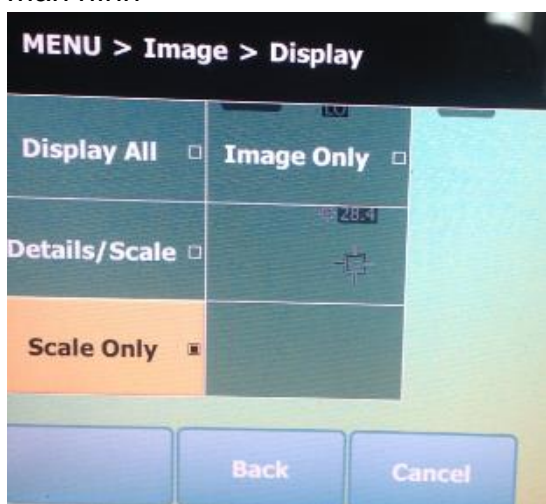 MENU > Image > Display
Display All
Image Only
28.4
Details/Scale
Scale Only
Back
Cancel